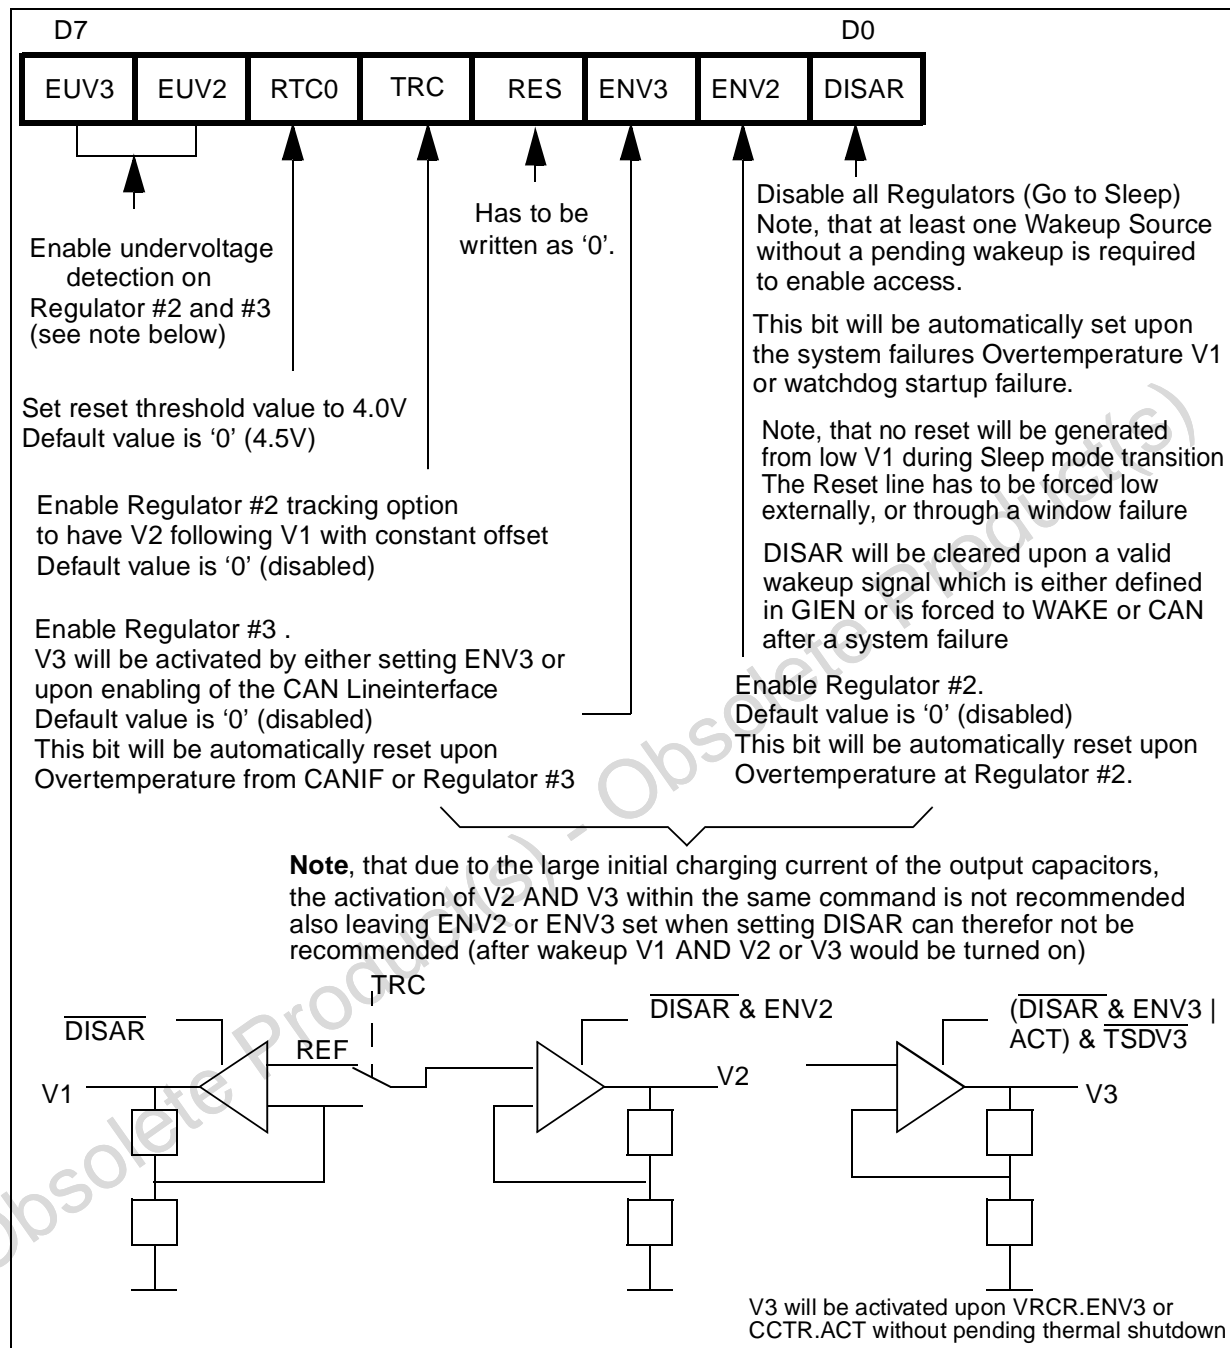 D7 D0
EUV3 EUV2 RTC0 TRC RES ENV3 ENV2 DISAR
Enable undervoltage
detection on
Regulator #2 and #3
(see note below)
Has to be
written as ‘0’.
Disable all Regulators (Go to Sleep)
Note, that at least one Wakeup Source
without a pending wakeup is required
to enable access.
This bit will be automatically set upon
the system failures Overtemperature V1
or watchdog startup failure.
Note, that no reset will be generated
from low V1 during Sleep mode transition
The Reset line has to be forced low
externally, or through a window failure
DISAR will be cleared upon a valid
wakeup signal which is either defined
in GIEN or is forced to WAKE or CAN
after a system failure
Set reset threshold value to 4.0V
Default value is ‘0’ (4.5V)
Enable Regulator #2 tracking option
to have V2 following V1 with constant offset
Default value is ‘0’ (disabled)
Enable Regulator #3 .
V3 will be activated by either setting ENV3 or
upon enabling of the CAN Lineinterface
Default value is ‘0’ (disabled)
This bit will be automatically reset upon
Overtemperature from CANIF or Regulator #3
Enable Regulator #2.
Default value is ‘0’ (disabled)
This bit will be automatically reset upon
Overtemperature at Regulator #2.
Note, that due to the large initial charging current of the output capacitors,
the activation of V2 AND V3 within the same command is not recommended
also leaving ENV2 or ENV3 set when setting DISAR can therefor not be
recommended (after wakeup V1 AND V2 or V3 would be turned on)
TRC
DISAR
REF
V1
DISAR & ENV2
V2
(DISAR & ENV3 |
ACT) & TSDV3
V3
V3 will be activated upon VRCR.ENV3 or
CCTR.ACT without pending thermal shutdown
Obsolete Product(s) - Obsolete Product(s)